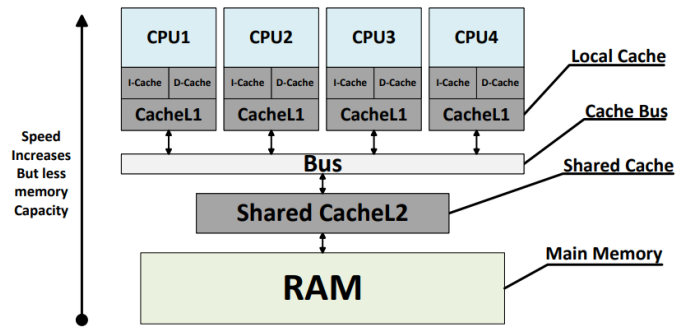 CPU1 CPU2 CPU3 CPU4
I-Cache D-Cache I-Cache D-Cache I-Cache D-Cache I-Cache D-Cache
CacheL1 CacheL1 CacheL1 CacheL1
Local Cache
Cache Bus
Bus
Shared Cache
Shared CacheL2
Main Memory
RAM
Speed
Increases
But less
memory
Capacity